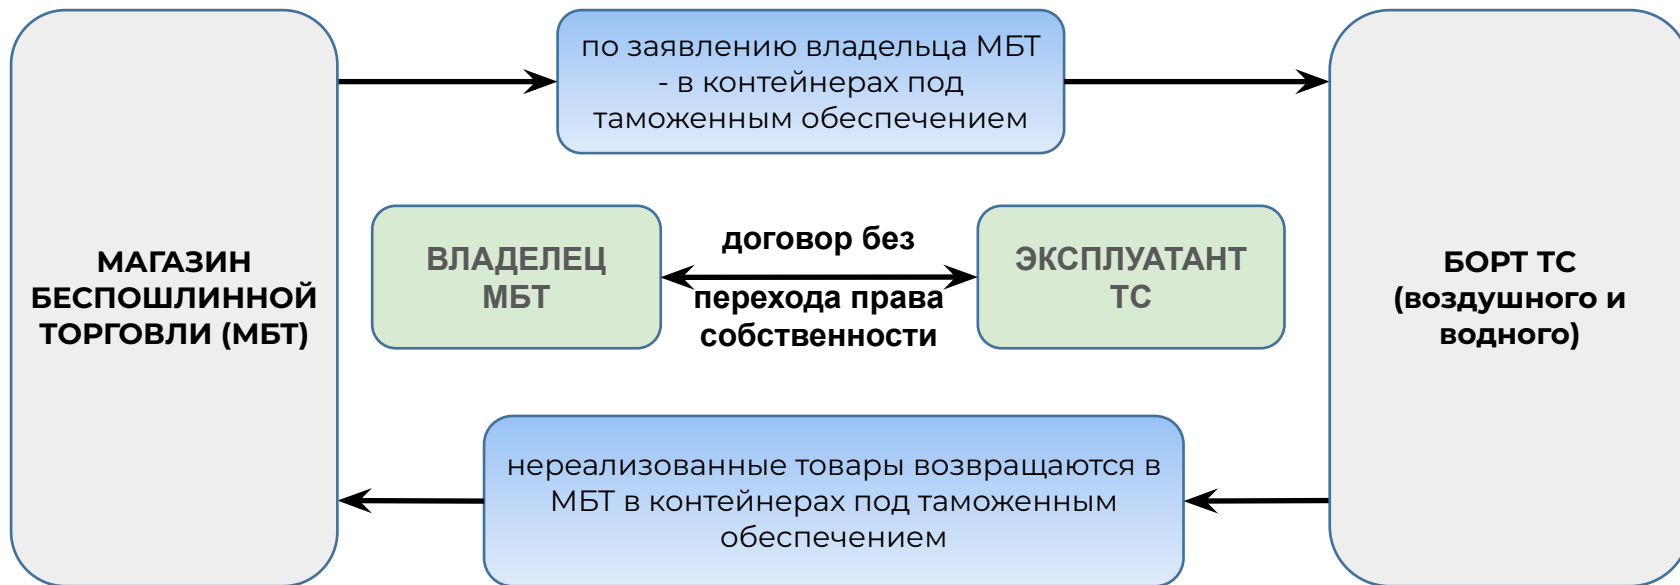 по заявлению владельца МБТ
- в контейнерах под
таможенным обеспечением
МАГАЗИН
БЕСПОШЛИННОЙ
ТОРГОВЛИ (МБТ)
ВЛАДЕЛЕЦ
МБТ
договор без
перехода права
собственности
ЭКСПЛУАТАНТ
ТС
БОРТ ТС
(воздушного и
водного)
нереализованные товары возвращаются в
МБТ в контейнерах под таможенным
обеспечением